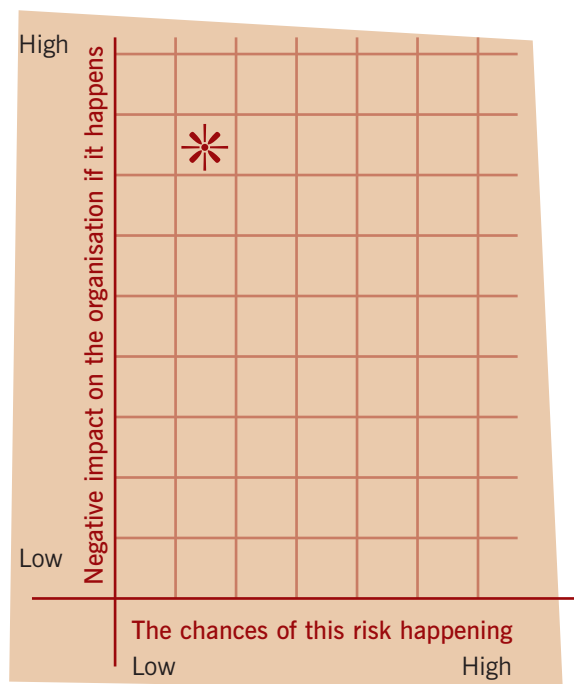 High
Negative impact on the organisation if it happens
Low
The chances of this risk happening
Low
High